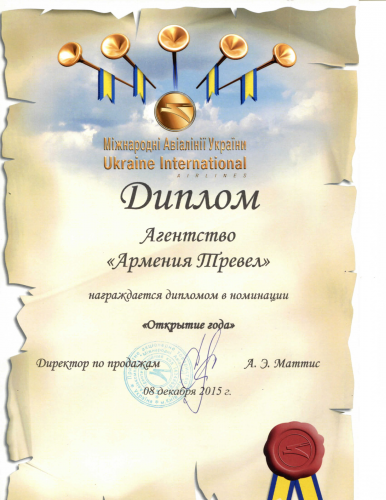 Міжнародні Авіалінії України
Ukraine International
AIRLINES
Диплом
Агентство
«Армения Тревел»
награждается дипломом в номинации
«Открытие года»
Директор по продажам А. Э. Маттис
08 декабря 2015 г.